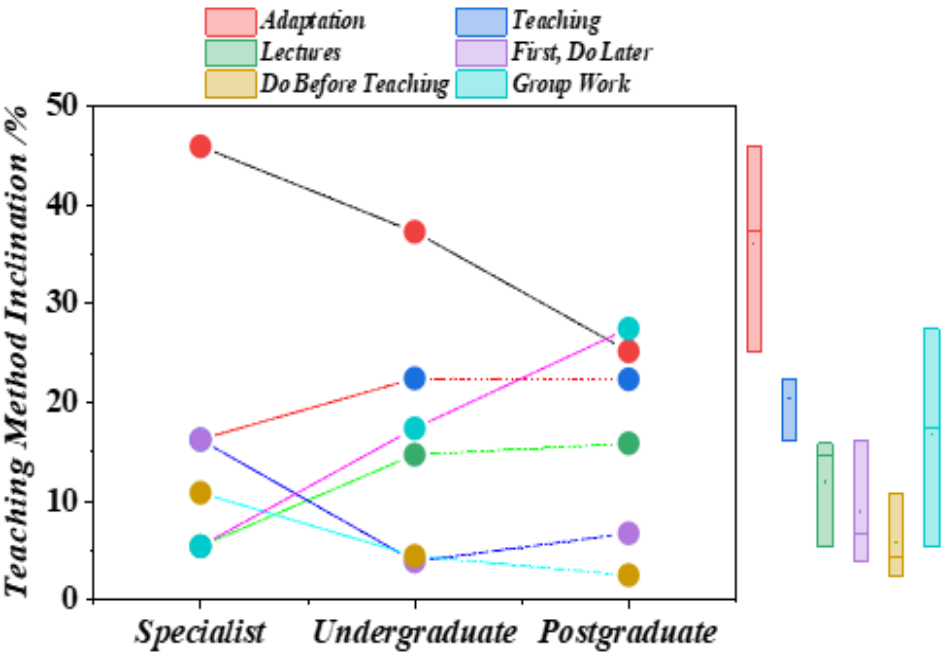 Adaptation Teaching
Lectures First, Do Later
Do Before Teaching Group Work
Teaching Method Inclination /%
50
40
30
20
10
0
Specialist Undergraduate Postgraduate